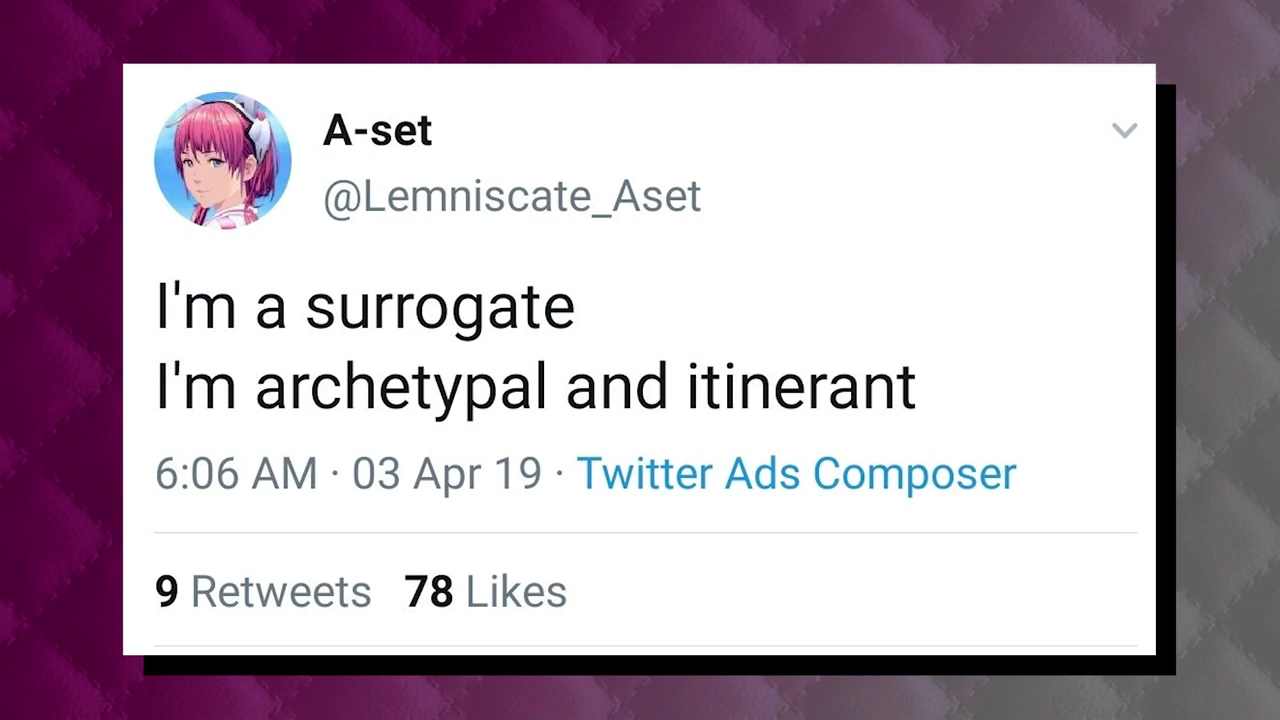 A-set
@Lemniscate_Aset
I'm a surrogate
I'm archetypal and itinerant
6:06 AM · 03 Apr 19 · Twitter Ads Composer
9 Retweets 78 Likes